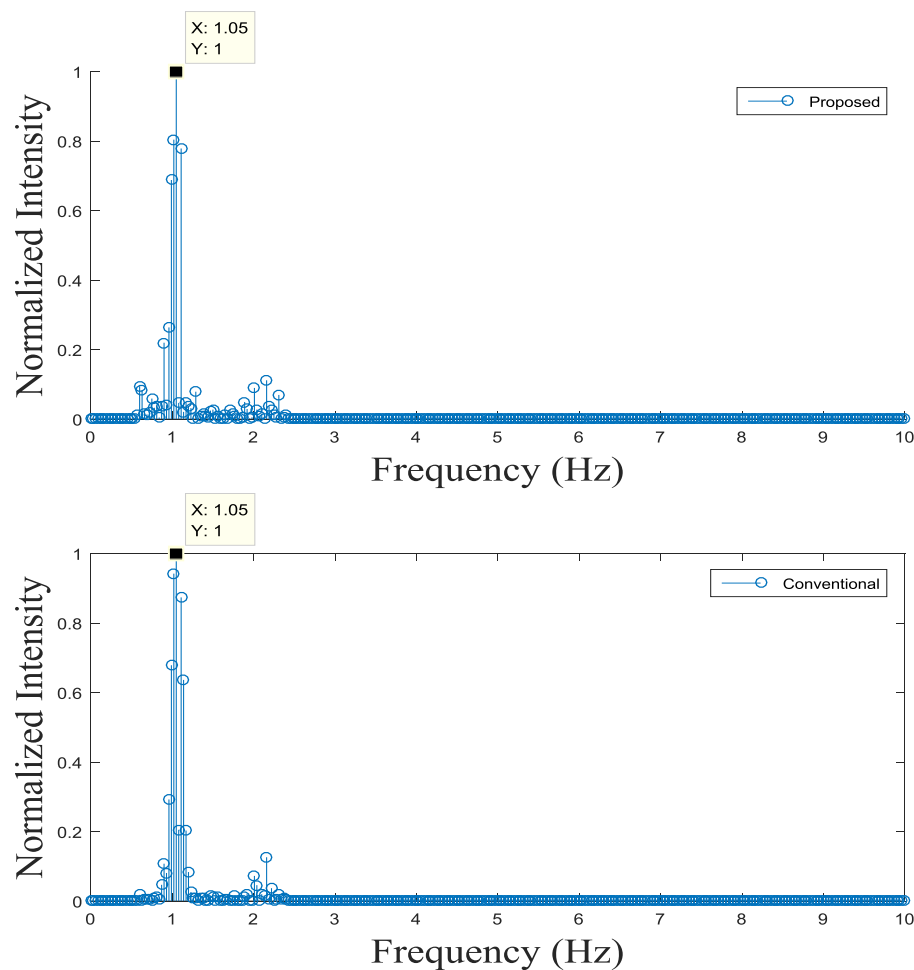 X: 1.05
Y: 1
1
0.8
0.6
0.4
0.2
0
Normalized Intensity
Proposed
0 1 2 3 4 5 6 7 8 9 10
Frequency (Hz)
X: 1.05
Y: 1
1
0.8
0.6
0.4
0.2
0
Normalized Intensity
Conventional
0 1 2 3 4 5 6 7 8 9 10
Frequency (Hz)